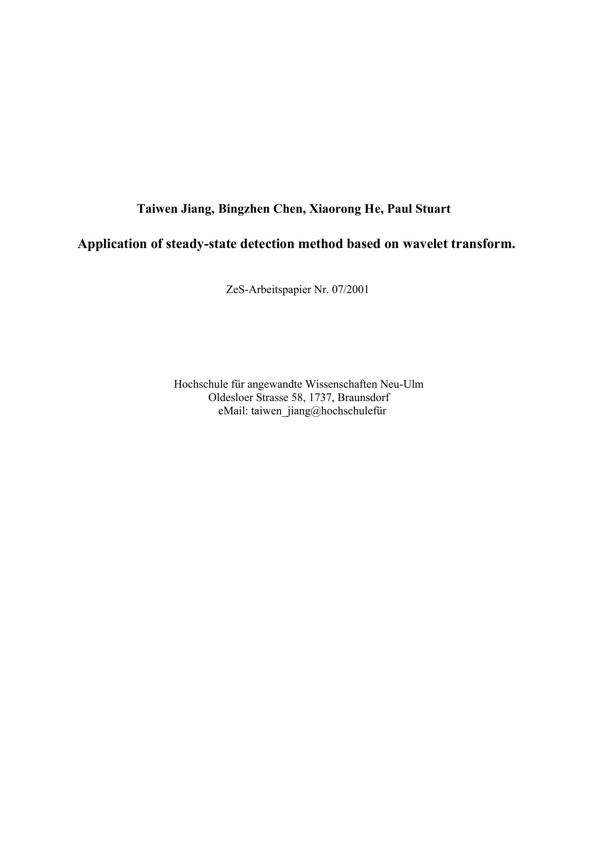 Taiwen Jiang, Bingzhen Chen, Xiaorong He, Paul Stuart
Application of steady-state detection method based on wavelet transform.
ZeS-Arbeitspapier Nr. 07/2001
Hochschule für angewandte Wissenschaften Neu-Ulm
Oldesloer Strasse 58, 1737, Braunsdorf
eMail: taiwen_jiang@hochschulefür